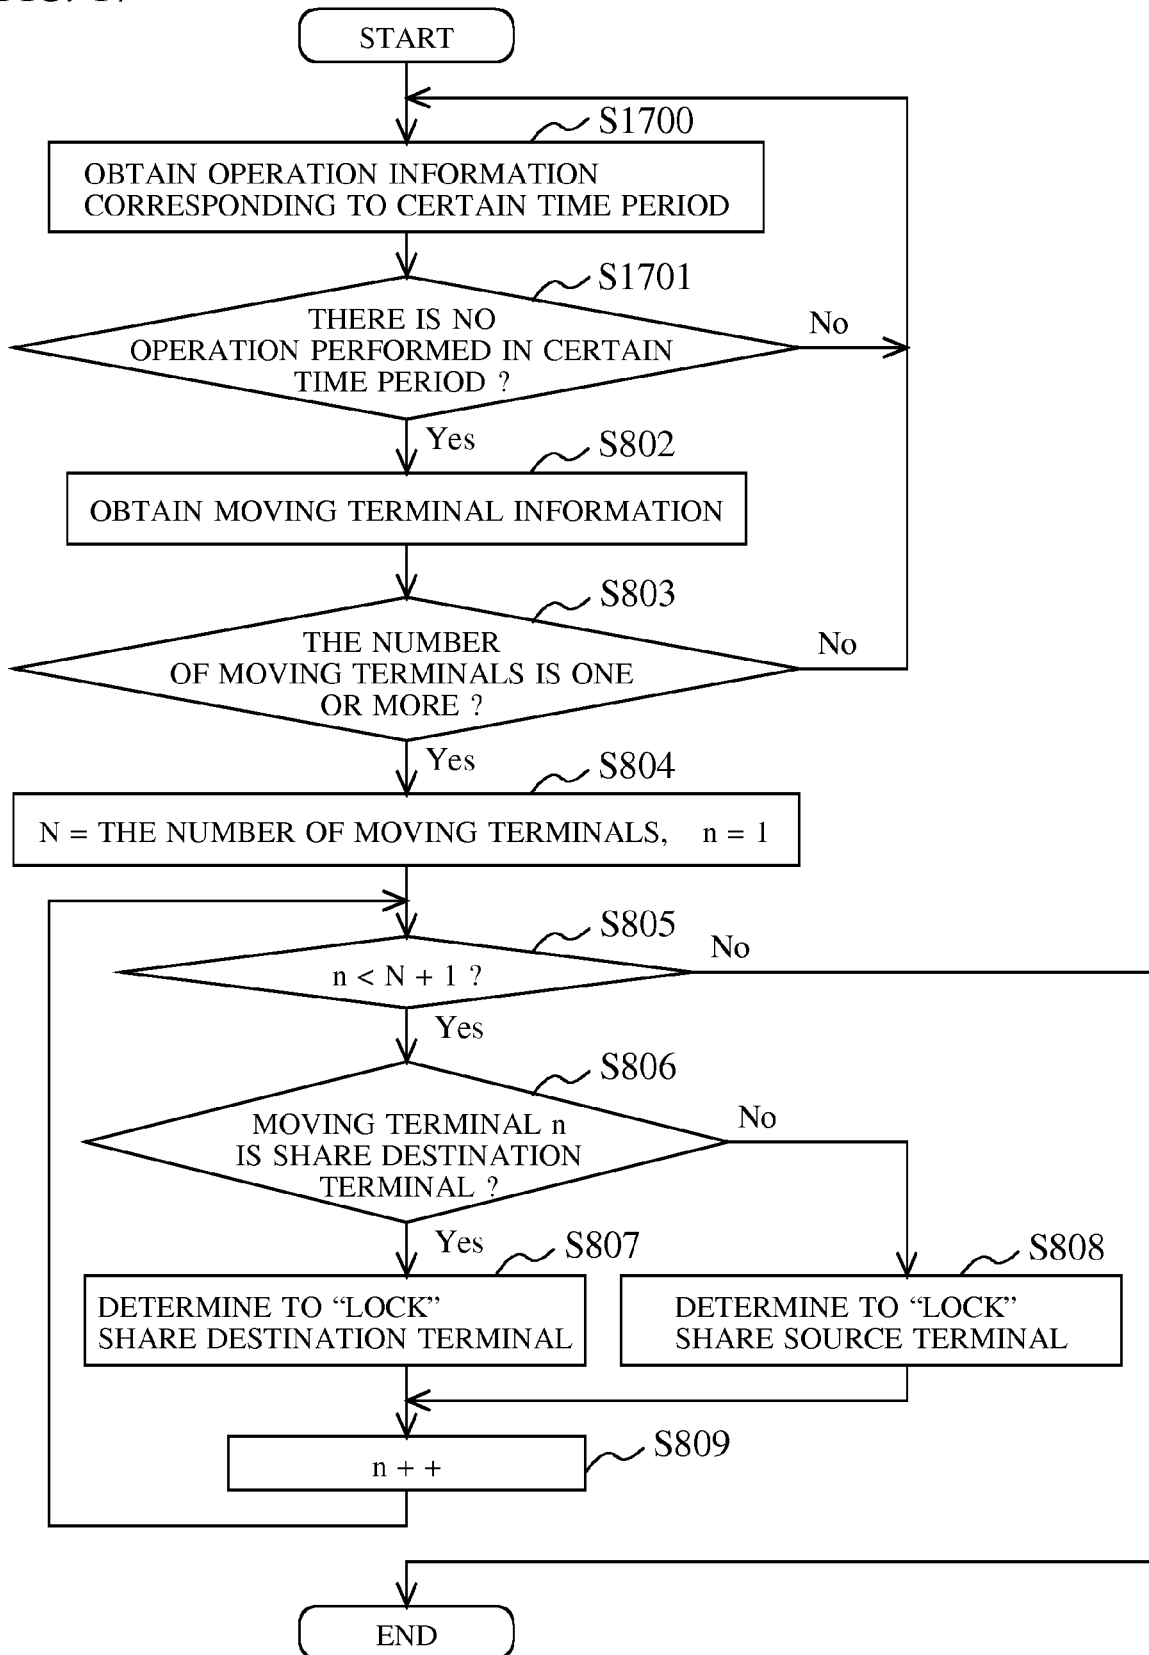 START
S1700
OBTAIN OPERATION INFORMATION
CORRESPONDING TO CERTAIN TIME PERIOD
S1701
THERE IS NO
OPERATION PERFORMED IN CERTAIN
TIME PERIOD ?
No
Yes
S802
OBTAIN MOVING TERMINAL INFORMATION
S803
THE NUMBER
OF MOVING TERMINALS IS ONE
OR MORE ?
No
Yes
S804
N = THE NUMBER OF MOVING TERMINALS, n = 1
S805
n < N + 1 ?
No
Yes
S806
MOVING TERMINAL n
IS SHARE DESTINATION
TERMINAL ?
No
Yes
S807
DETERMINE TO “LOCK”
SHARE DESTINATION TERMINAL
S808
DETERMINE TO “LOCK”
SHARE SOURCE TERMINAL
S809
n + +
END